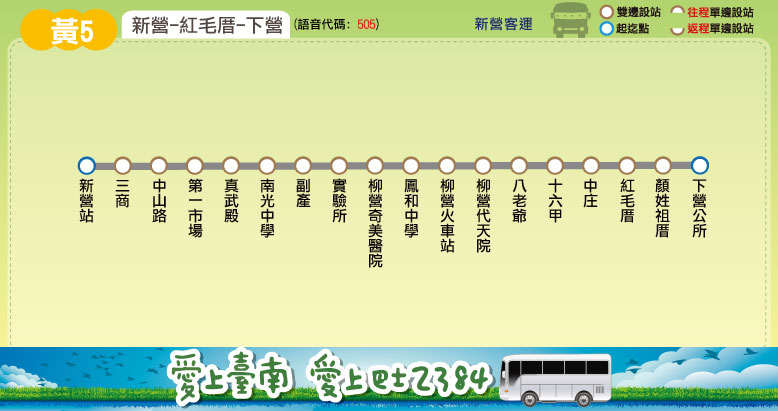 黃5
新營-紅毛厝-下營
(語音代碼: 505)
新營客運
雙邊設站
往程單邊設站
起迄點
返程單邊設站
新營站
三商
中山路
第一市場
真武殿
南光中學
副產
實驗所
柳營奇美醫院
鳳和中學
柳營火車站
柳營代天院
八老爺
十六甲
中庄
紅毛厝
顏姓祖厝
下營公所
愛上臺南 愛上巴士2384